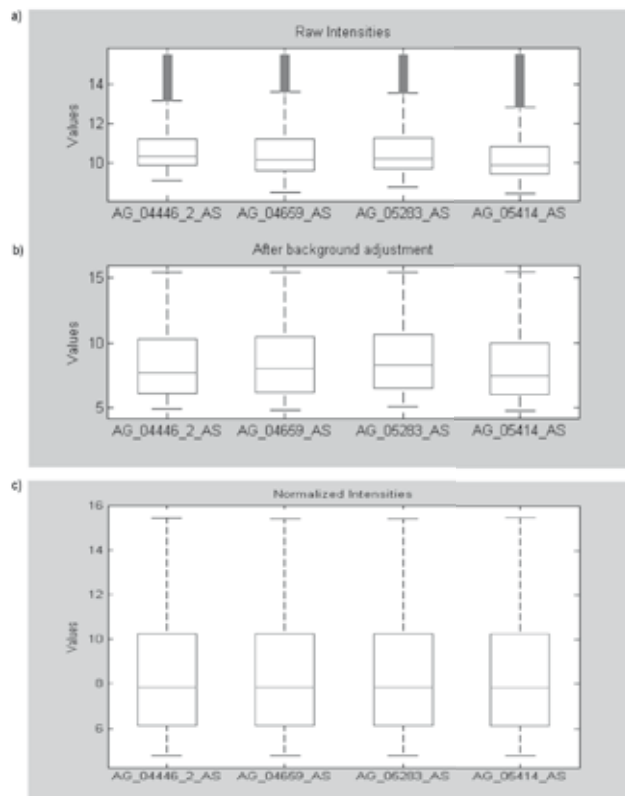 a)
Raw Intensities
Values
14
12
10
AG_04446_2_AS AG_04659_AS AG_05283_AS AG_05414_AS
b)
After background adjustment
Values
15
10
5
AG_04446_2_AS AG_04659_AS AG_05283_AS AG_05414_AS
c)
Normalized Intensities
Values
16
14
12
10
8
6
AG_04446_2_AS AG_04659_AS AG_05283_AS AG_05414_AS